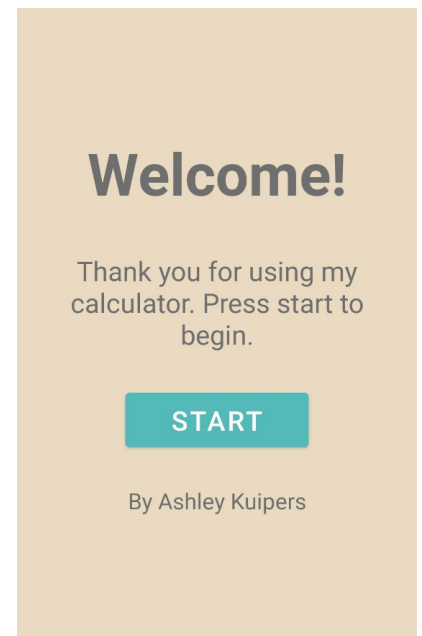 Welcome!
Thank you for using my
calculator. Press start to
begin.
START
By Ashley Kuipers